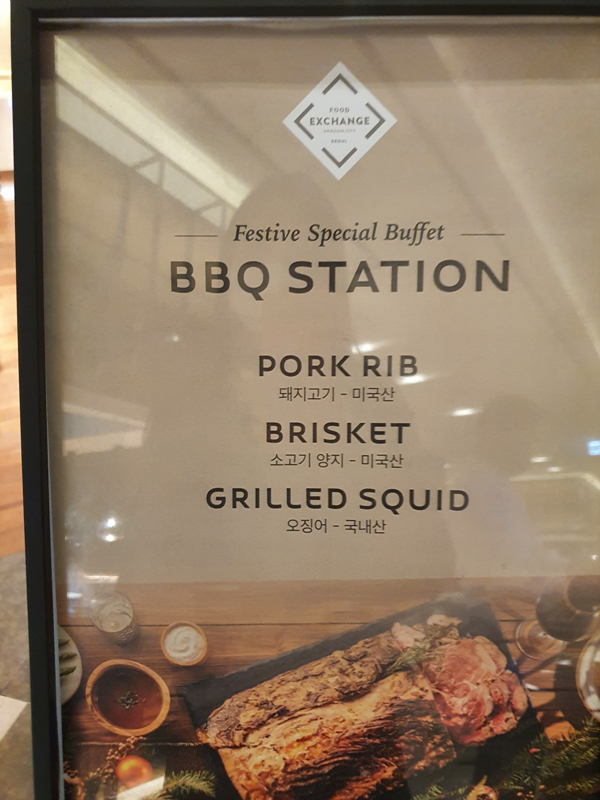 FOOD
EXCHANGE
SEOUL
Festive Special Buffet
BBQ STATION
PORK RIB
돼지고기 - 미국산
BRISKET
소고기 양지 - 미국산
GRILLED SQUID
오징어 - 국내산